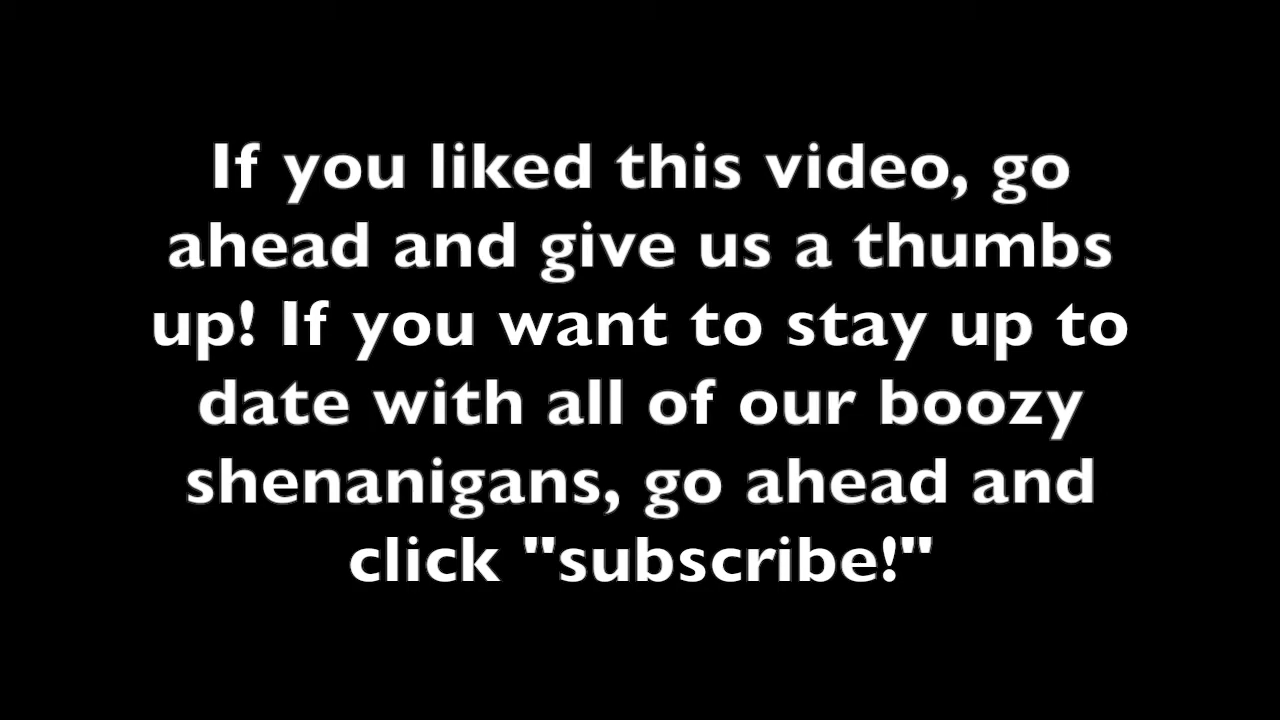 If you liked this video, go
ahead and give us a thumbs
up! If you want to stay up to
date with all of our boozy
shenanigans, go ahead and
click "subscribe!"